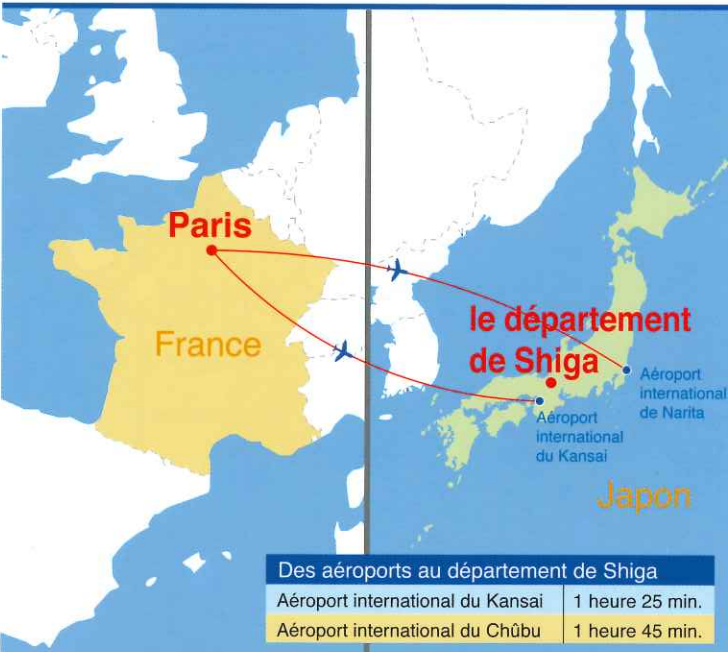 Paris
France
le département
de Shiga
Aéroport
international
de Narita
Aéroport
international
du Kansai
Japon
Des aéroports au département de Shiga
Aéroport international du Kansai 1 heure 25 min.
Aéroport international du Chûbu 1 heure 45 min.